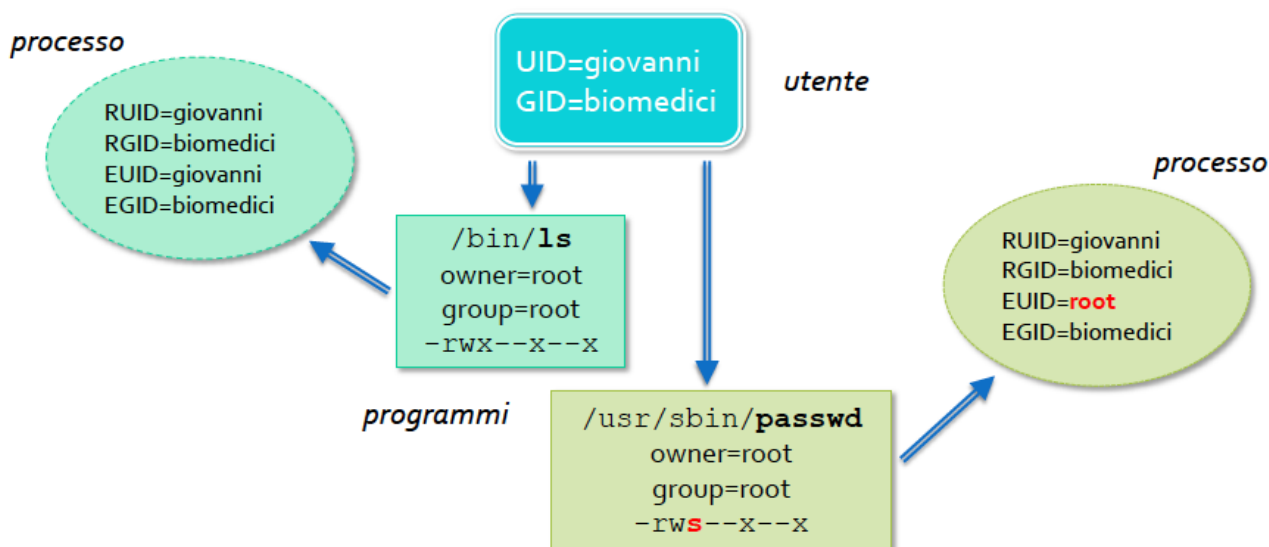 processo
RUID=giovanni
RGID=biomedici
EUID=giovanni
EGID=biomedici
UID=giovanni
GID=biomedici
utente
/bin/ls
owner=root
group=root
-rwx--x--x
programmi
/usr/sbin/passwd
owner=root
group=root
-rws--x--x
processo
RUID=giovanni
RGID=biomedici
EUID=root
EGID=biomedici